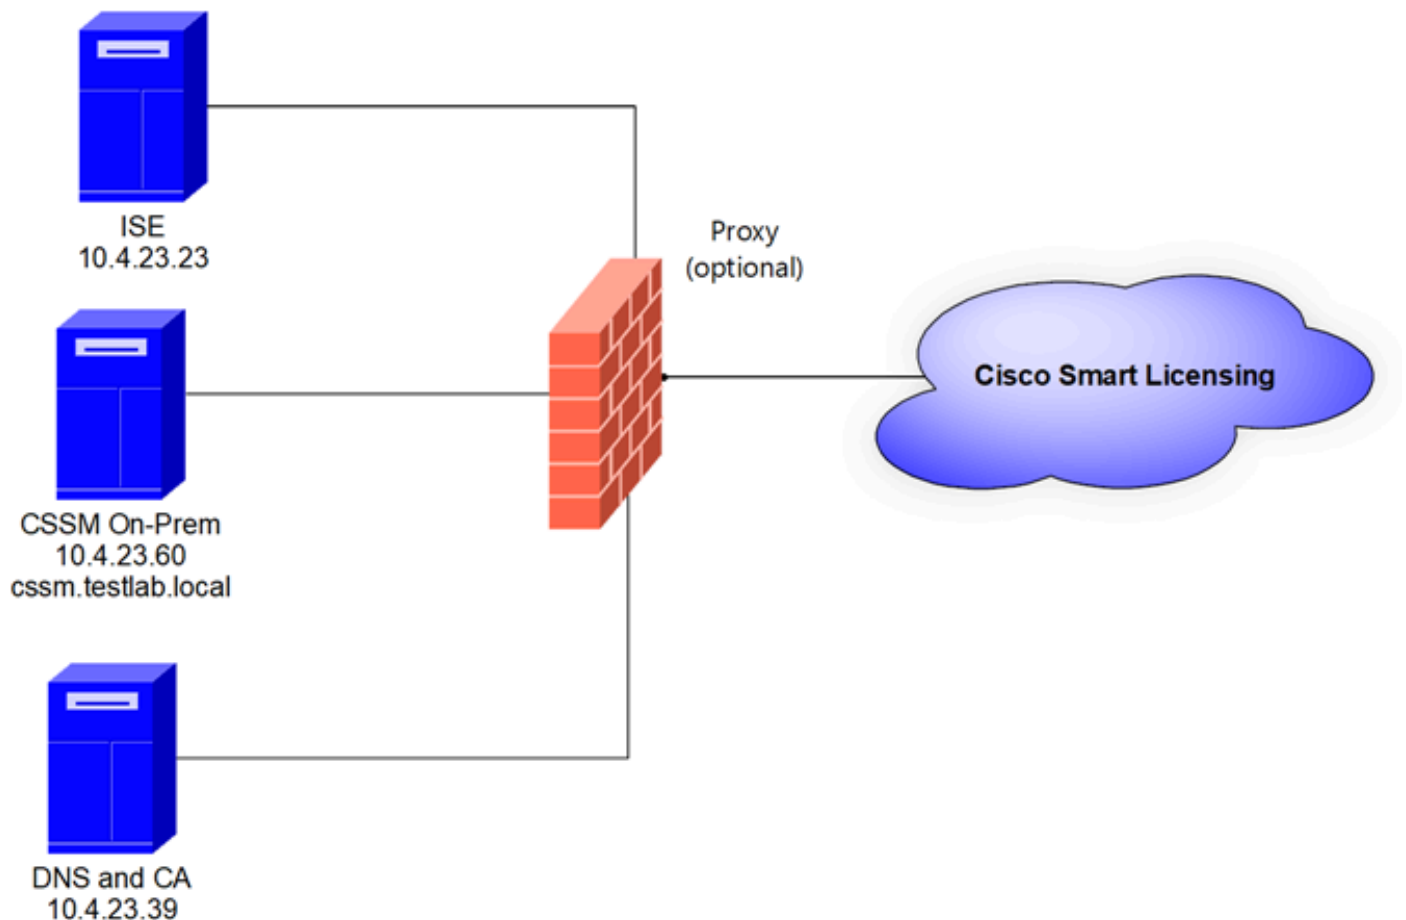 ISE
10.4.23.23
Proxy
(optional)
Cisco Smart Licensing
CSSM On-Prem
10.4.23.60
cssm.testlab.local
DNS and CA
10.4.23.39